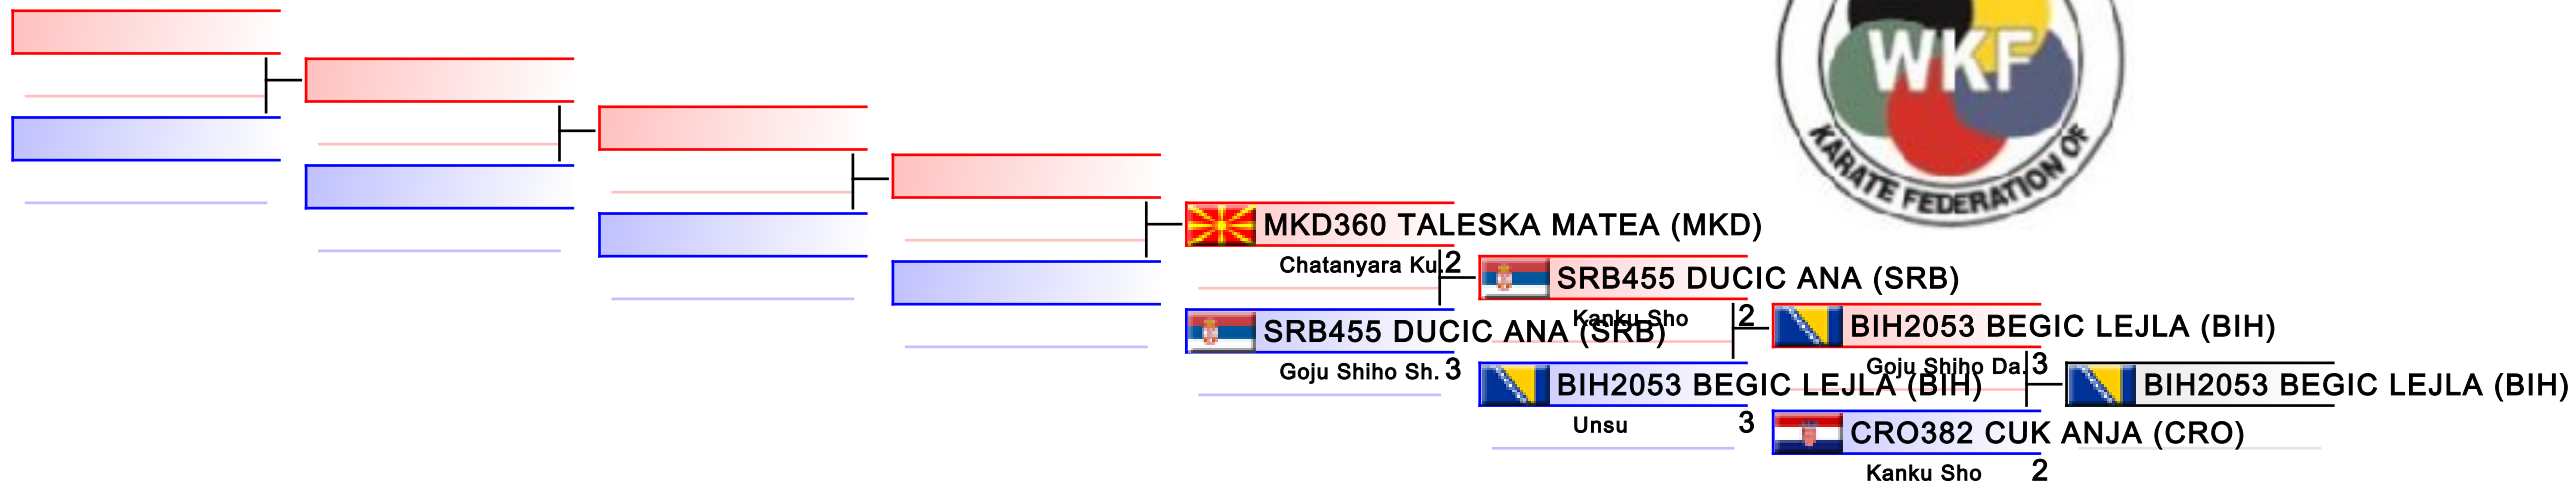 WKF
KARATE FEDERATION OF
MKD360 TALESKA MATEA (MKD)
Chatanyara Ku. 2
SRB455 DUCIC ANA (SRB)
Kanku Sho 2
SRB455 DUCIC ANA (SRB)
Goju Shiho Sh. 3
BIH2053 BEGIC LEJLA (BIH)
Goju Shiho Da. 3
BIH2053 BEGIC LEJLA (BIH)
Unsu 3
BIH2053 BEGIC LEJLA (BIH)
CRO382 CUK ANJA (CRO)
Kanku Sho 2